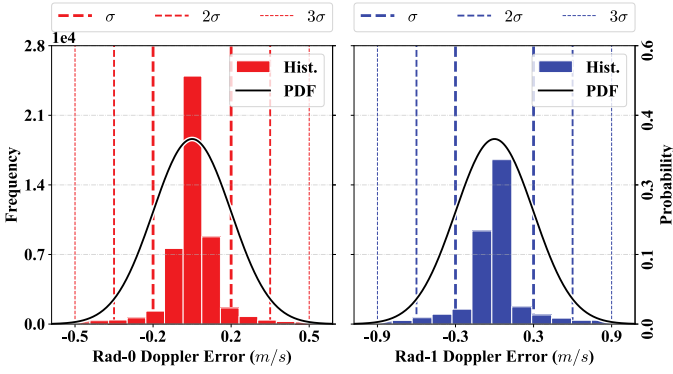 σ 2σ 3σ
σ 2σ 3σ
1e4
2.8
2.1
1.4
0.7
0.0
Frequency
Hist.
PDF
-0.5 -0.2 0.2 0.5
Rad-0 Doppler Error (m/s)
Hist.
PDF
0.6
0.4
0.3
0.1
0.0
Probability
-0.9 -0.3 0.3 0.9
Rad-1 Doppler Error (m/s)